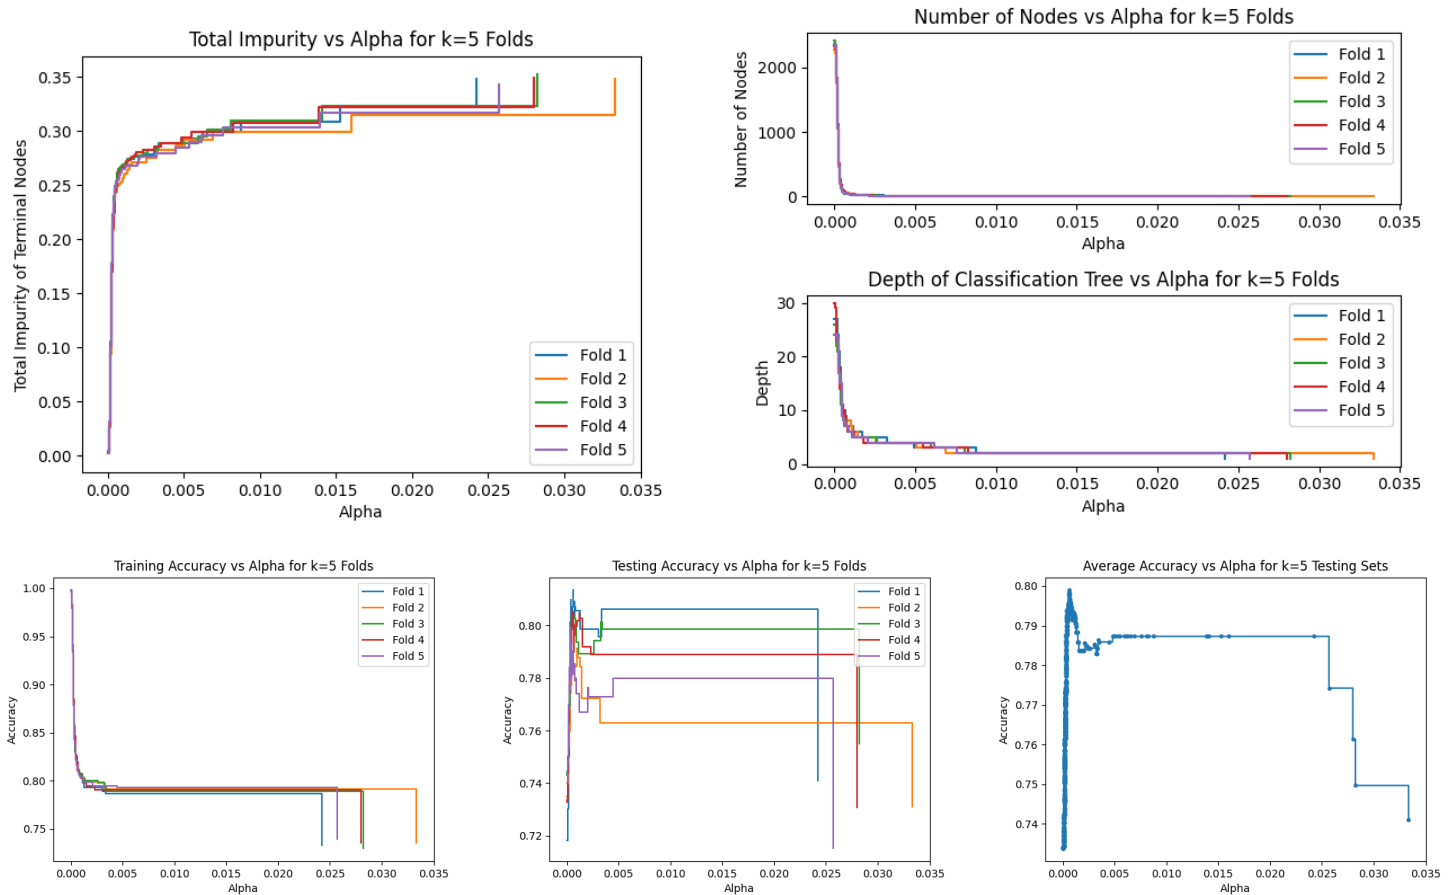 Total Impurity vs Alpha for k=5 Folds
Total Impurity of Terminal Nodes
0.35
0.30
0.25
0.20
0.15
0.10
0.05
0.00
0.000 0.005 0.010 0.015 0.020 0.025 0.030 0.035
Alpha
Fold 1
Fold 2
Fold 3
Fold 4
Fold 5
Number of Nodes vs Alpha for k=5 Folds
Number of Nodes
2000
1000
0
0.000 0.005 0.010 0.015 0.020 0.025 0.030 0.035
Alpha
Fold 1
Fold 2
Fold 3
Fold 4
Fold 5
Depth of Classification Tree vs Alpha for k=5 Folds
Depth
30
20
10
0
0.000 0.005 0.010 0.015 0.020 0.025 0.030 0.035
Alpha
Fold 1
Fold 2
Fold 3
Fold 4
Fold 5
Training Accuracy vs Alpha for k=5 Folds
Accuracy
1.00
0.95
0.90
0.85
0.80
0.75
0.000 0.005 0.010 0.015 0.020 0.025 0.030 0.035
Alpha
Fold 1
Fold 2
Fold 3
Fold 4
Fold 5
Testing Accuracy vs Alpha for k=5 Folds
Accuracy
0.80
0.78
0.76
0.74
0.72
0.000 0.005 0.010 0.015 0.020 0.025 0.030 0.035
Alpha
Fold 1
Fold 2
Fold 3
Fold 4
Fold 5
Average Accuracy vs Alpha for k=5 Testing Sets
Accuracy
0.80
0.79
0.78
0.77
0.76
0.75
0.74
0.000 0.005 0.010 0.015 0.020 0.025 0.030 0.035
Alpha